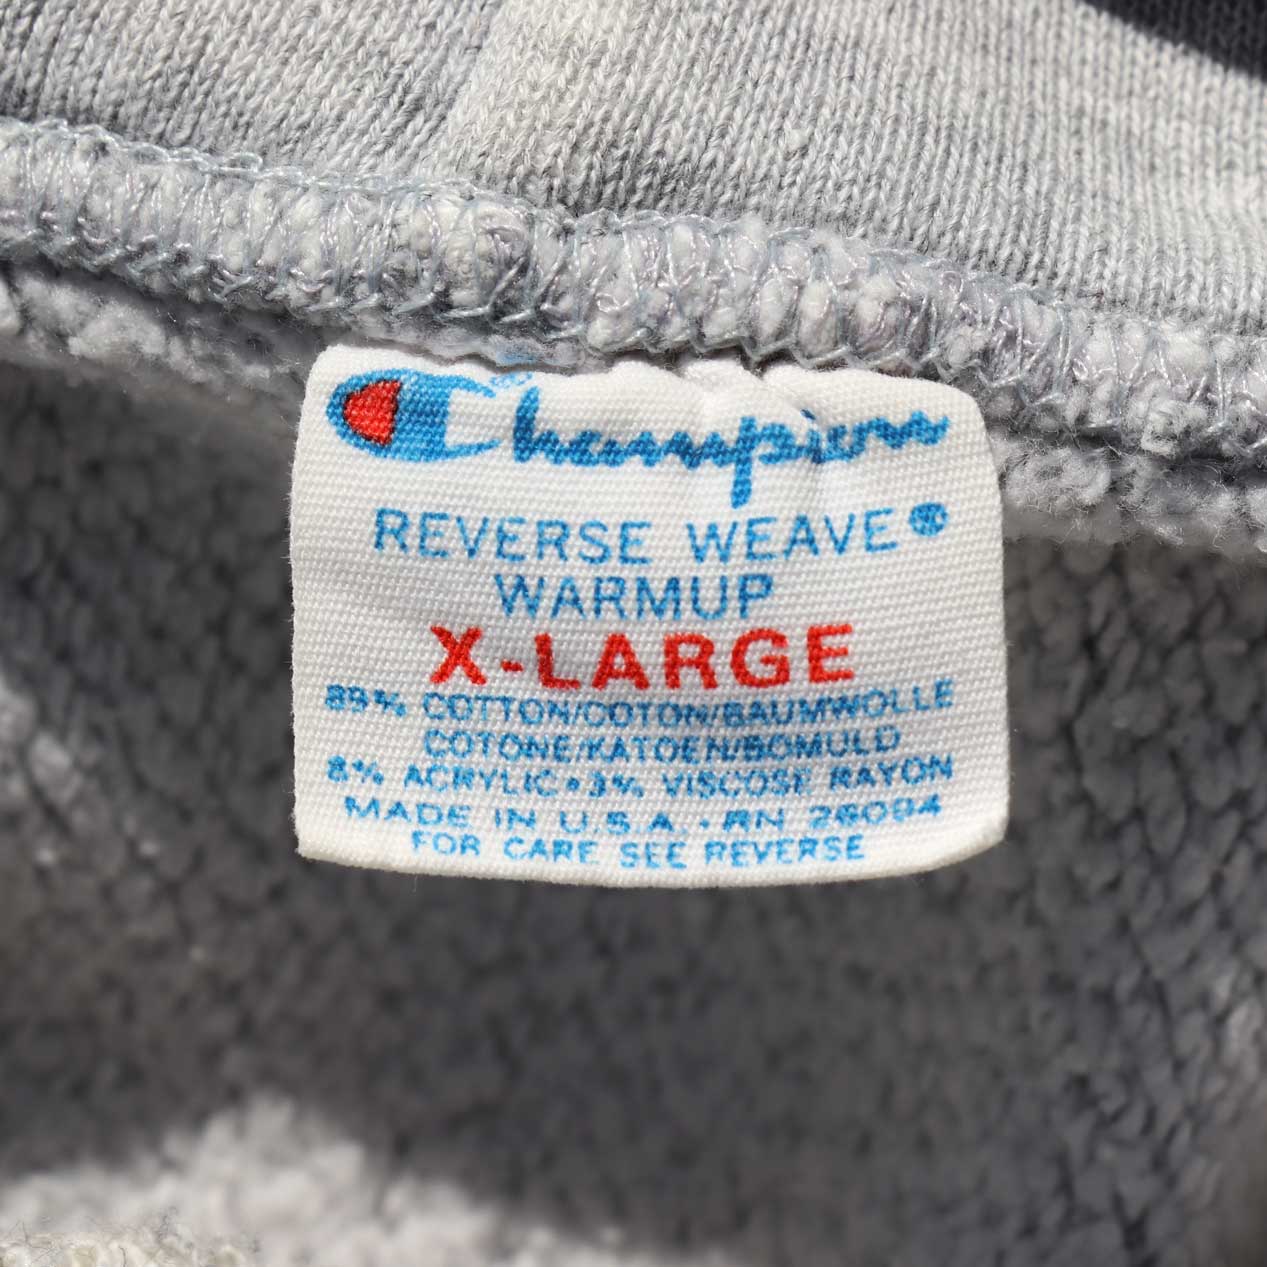 Champion®
REVERSE WEAVE®
WARMUP
X-LARGE
89% COTTON/COTON/BAUMWOLLE
COTONE/KATOEN/BOMULD
8% ACRYLIC • 3% VISCOSE RAYON
MADE IN U.S.A. • RN 26094
FOR CARE SEE REVERSE